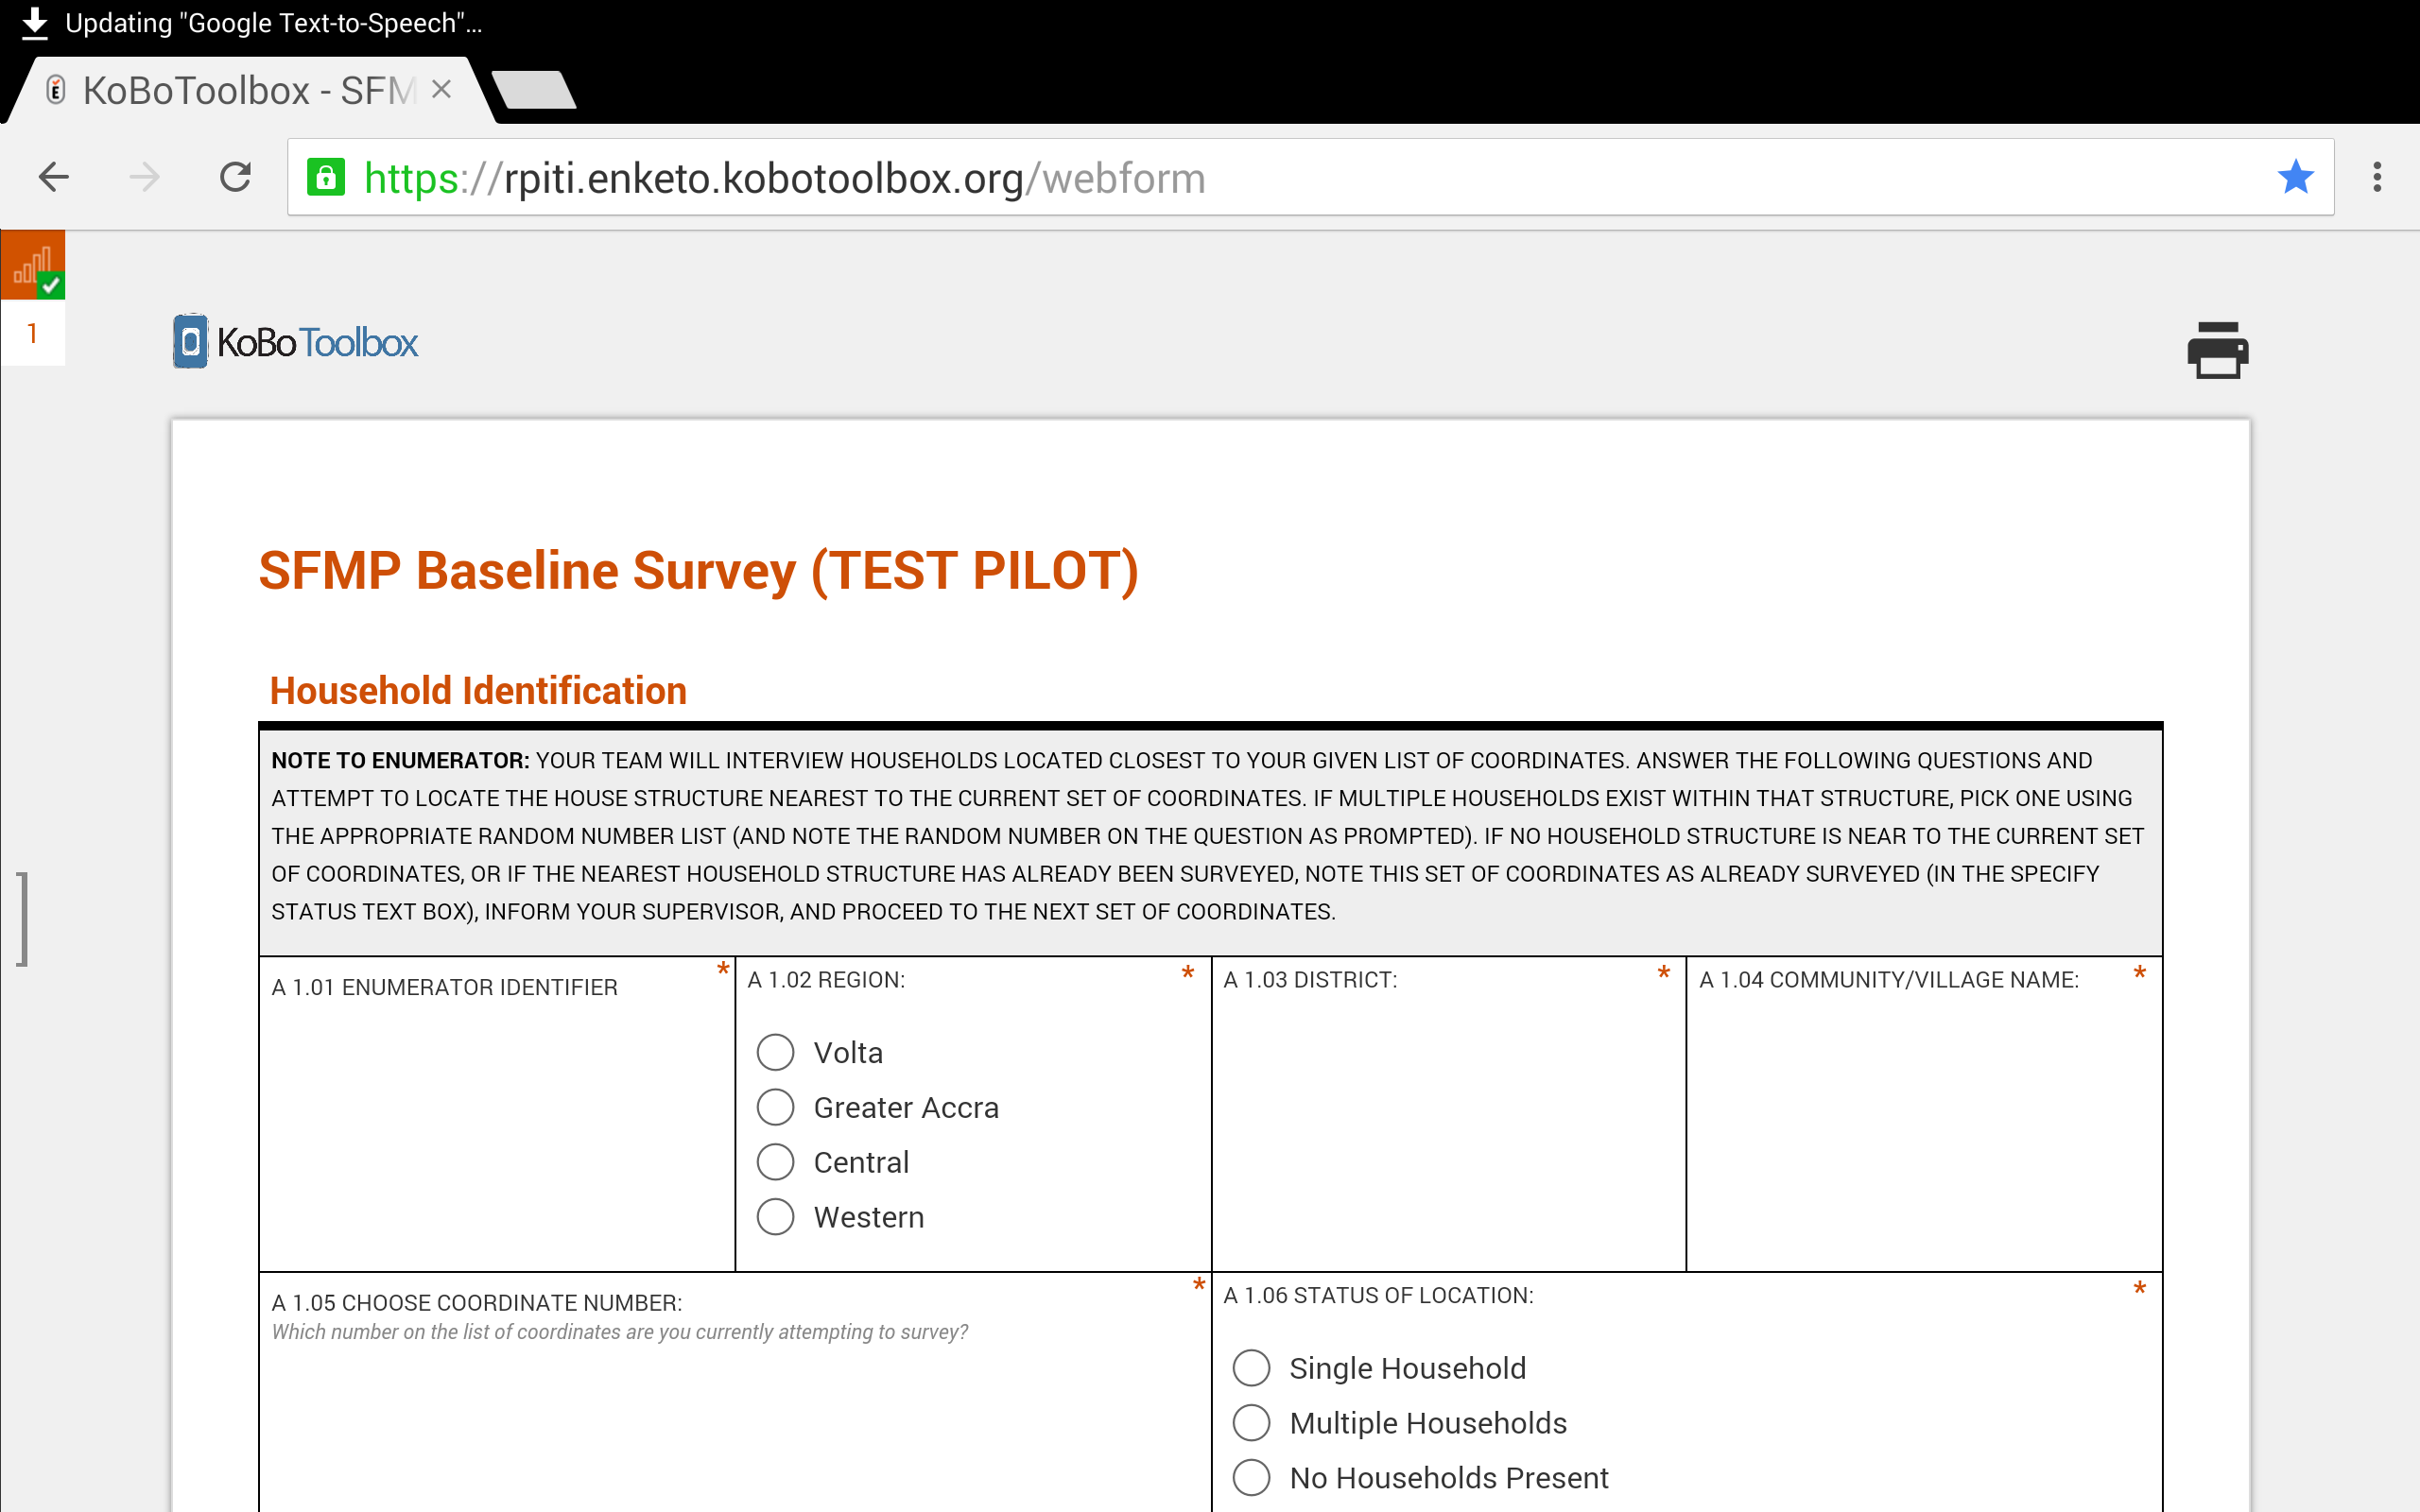 Updating "Google Text-to-Speech"...
KoBoToolbox - SFM
https://rpiti.enketo.kobotoolbox.org/webform
1
KoBoToolbox
SFMP Baseline Survey (TEST PILOT)
Household Identification
NOTE TO ENUMERATOR: YOUR TEAM WILL INTERVIEW HOUSEHOLDS LOCATED CLOSEST TO YOUR GIVEN LIST OF COORDINATES. ANSWER THE FOLLOWING QUESTIONS AND
ATTEMPT TO LOCATE THE HOUSE STRUCTURE NEAREST TO THE CURRENT SET OF COORDINATES. IF MULTIPLE HOUSEHOLDS EXIST WITHIN THAT STRUCTURE, PICK ONE USING
THE APPROPRIATE RANDOM NUMBER LIST (AND NOTE THE RANDOM NUMBER ON THE QUESTION AS PROMPTED). IF NO HOUSEHOLD STRUCTURE IS NEAR TO THE CURRENT SET
OF COORDINATES, OR IF THE NEAREST HOUSEHOLD STRUCTURE HAS ALREADY BEEN SURVEYED, NOTE THIS SET OF COORDINATES AS ALREADY SURVEYED (IN THE SPECIFY
STATUS TEXT BOX), INFORM YOUR SUPERVISOR, AND PROCEED TO THE NEXT SET OF COORDINATES.
A 1.01 ENUMERATOR IDENTIFIER *
A 1.02 REGION: *
Volta
Greater Accra
Central
Western
A 1.03 DISTRICT: *
A 1.04 COMMUNITY/VILLAGE NAME: *
A 1.05 CHOOSE COORDINATE NUMBER: *
Which number on the list of coordinates are you currently attempting to survey?
A 1.06 STATUS OF LOCATION: *
Single Household
Multiple Households
No Households Present